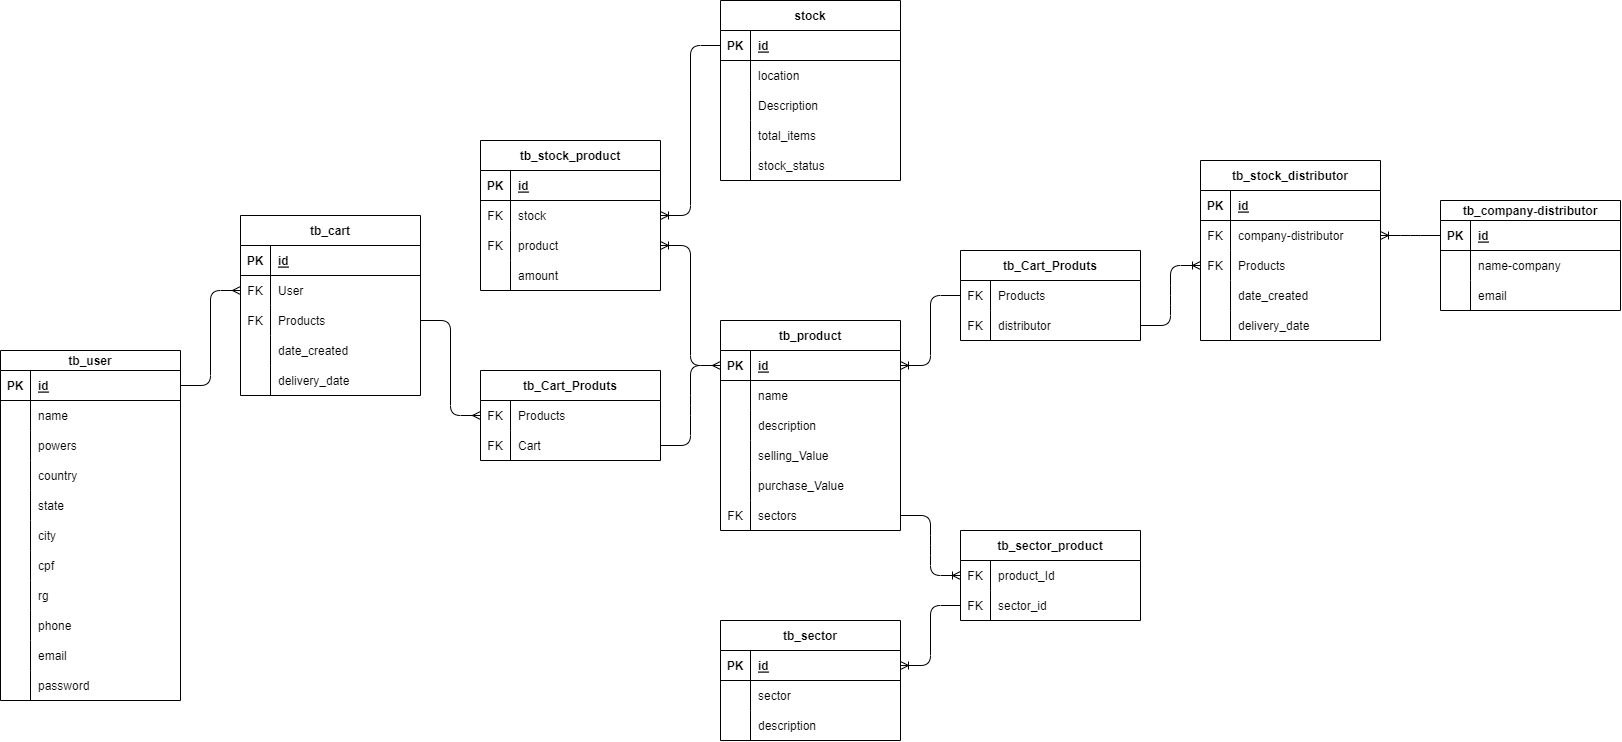 stock
PK id
location
Description
total_items
stock_status
tb_stock_product
PK id
FK stock
FK product
amount
tb_stock_distributor
PK id
FK company-distributor
FK Products
date_created
delivery_date
tb_company-distributor
PK id
name-company
email
tb_cart
PK id
FK User
FK Products
date_created
delivery_date
tb_Cart_Produts
FK Products
FK distributor
tb_product
PK id
name
description
selling_Value
purchase_Value
FK sectors
tb_user
PK id
name
powers
country
state
city
cpf
rg
phone
email
password
tb_Cart_Produts
FK Products
FK Cart
tb_sector_product
FK product_Id
FK sector_id
tb_sector
PK id
sector
description